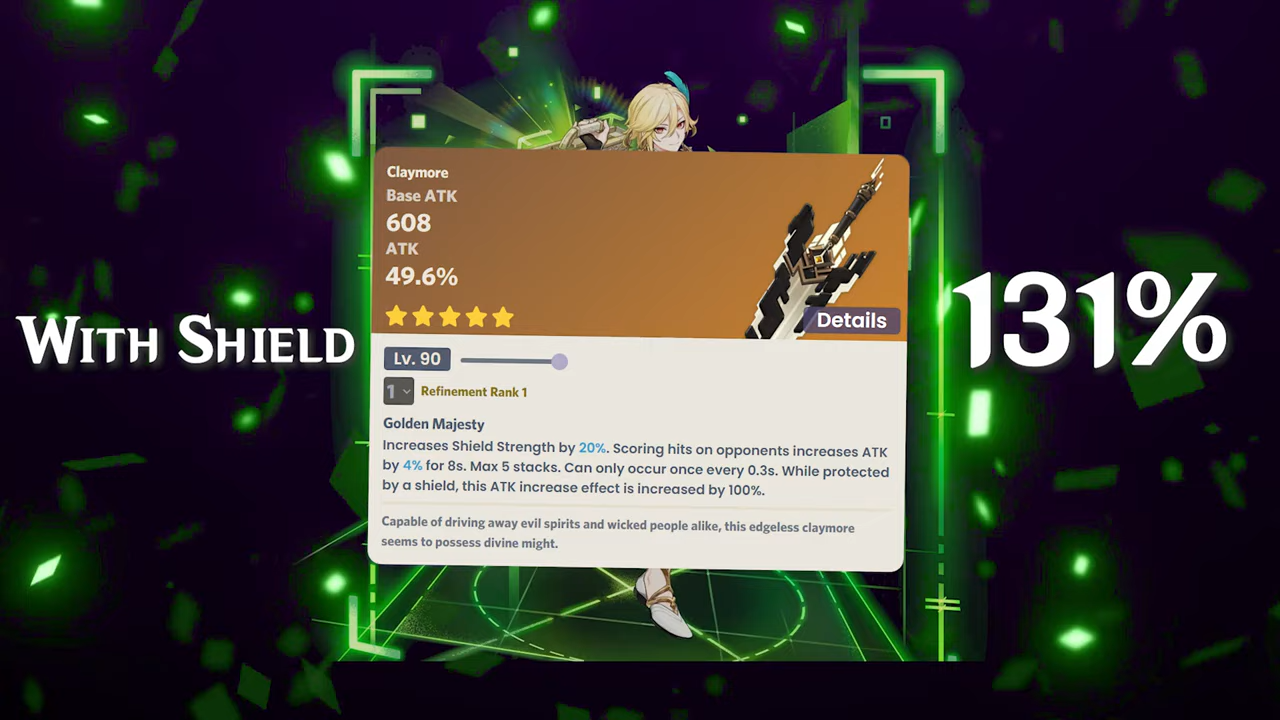 Claymore
Base ATK
608
ATK
49.6%
Details
With Shield
131%
Lv. 90
1
Refinement Rank 1
Golden Majesty
Increases Shield Strength by 20%. Scoring hits on opponents increases ATK
by 4% for 8s. Max 5 stacks. Can only occur once every 0.3s. While protected
by a shield, this ATK increase effect is increased by 100%.
Capable of driving away evil spirits and wicked people alike, this edgeless claymore
seems to possess divine might.